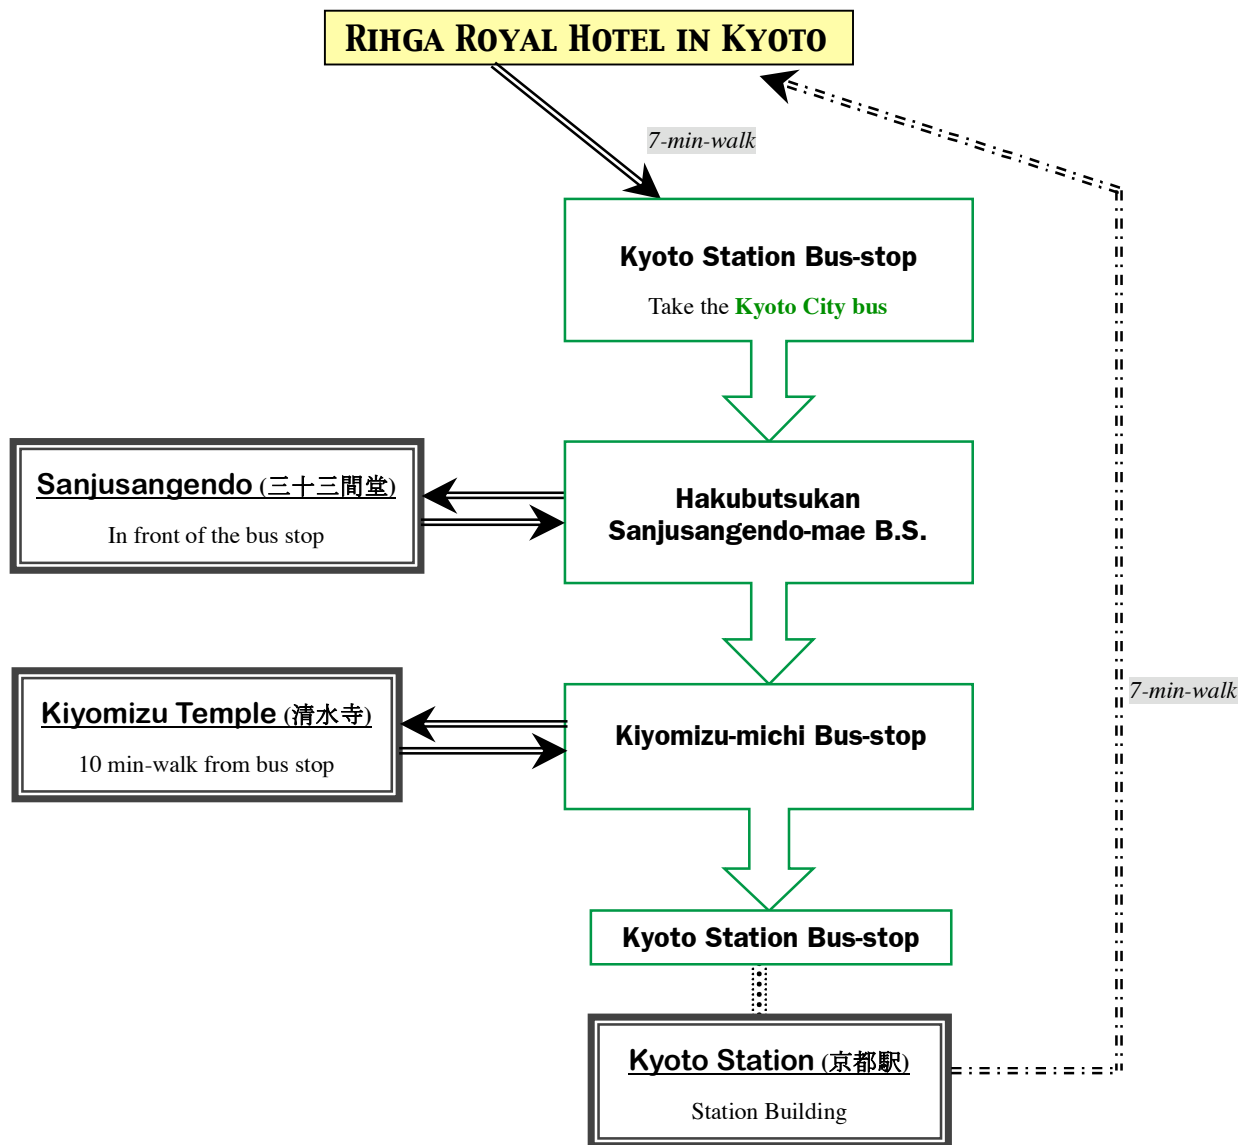 RIHGA ROYAL HOTEL IN KYOTO
7-min-walk
Kyoto Station Bus-stop
Take the Kyoto City bus
Sanjusangendo (三十三間堂)
In front of the bus stop
Hakubutsukan
Sanjusangendo-mae B.S.
Kiyomizu Temple (清水寺)
10 min-walk from bus stop
Kiyomizu-michi Bus-stop
7-min-walk
Kyoto Station Bus-stop
Kyoto Station (京都駅)
Station Building